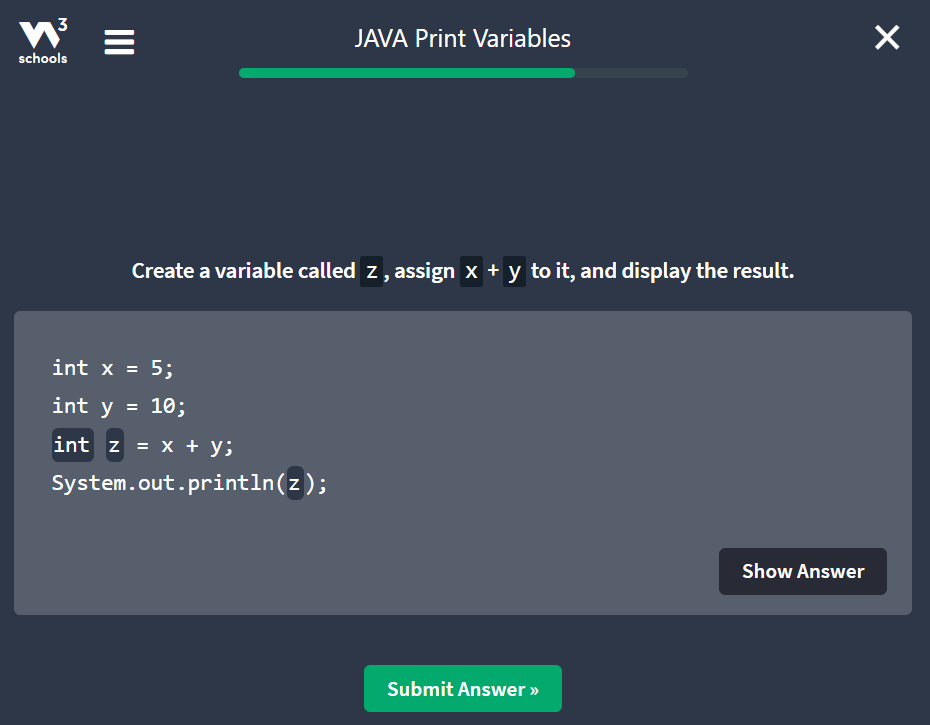 3
schools
JAVA Print Variables
Create a variable called z, assign x + y to it, and display the result.
int x = 5;
int y = 10;
int z = x + y;
System.out.println(z);
Show Answer
Submit Answer »